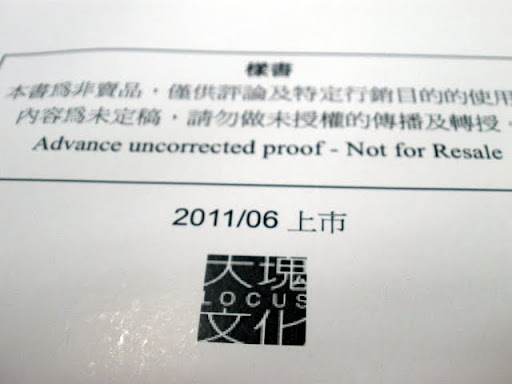 樣書
本書為非賣品，僅供評論及特定行銷目的的使用
內容為未定稿，請勿做未授權的傳播及轉授。
Advance uncorrected proof - Not for Resale
2011/06 上市
大塊
LOCUS
文化